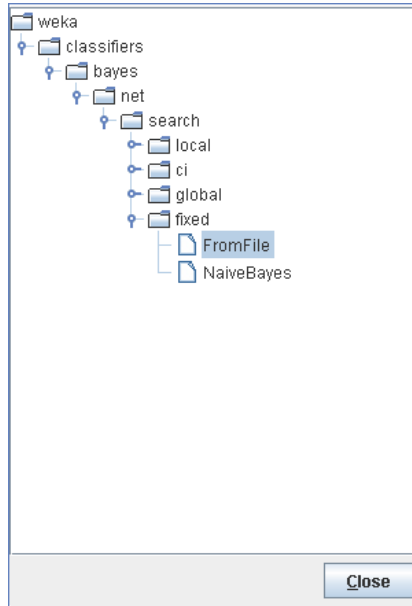 weka
classifiers
bayes
net
search
local
ci
global
fixed
FromFile
NaiveBayes
Close